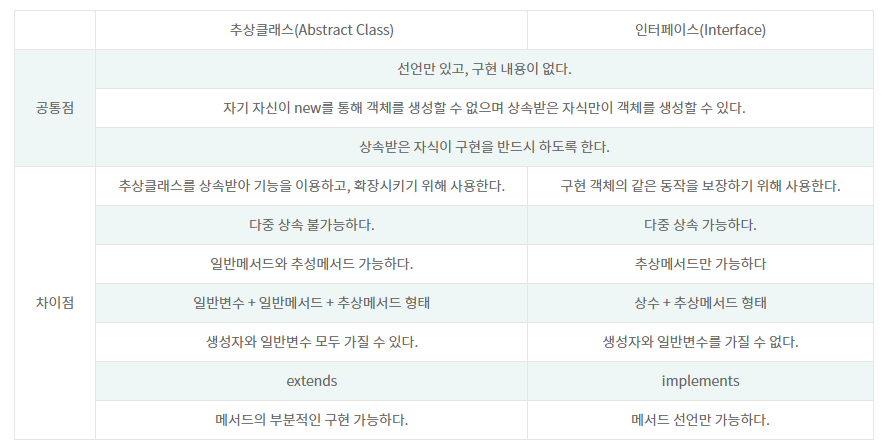 추상클래스(Abstract Class) 인터페이스(Interface)
선언만 있고, 구현 내용이 없다.
공통점 자기 자신이 new를 통해 객체를 생성할 수 없으며 상속받은 자식만이 객체를 생성할 수 있다.
상속받은 자식이 구현을 반드시 하도록 한다.
추상클래스를 상속받아 기능을 이용하고, 확장시키기 위해 사용한다. 구현 객체의 같은 동작을 보장하기 위해 사용한다.
다중 상속 불가능하다. 다중 상속 가능하다.
일반메서드와 추성메서드 가능하다. 추상메서드만 가능하다
차이점 일반변수 + 일반메서드 + 추상메서드 형태 상수 + 추상메서드 형태
생성자와 일반변수 모두 가질 수 있다. 생성자와 일반변수를 가질 수 없다.
extends implements
메서드의 부분적인 구현 가능하다. 메서드 선언만 가능하다.